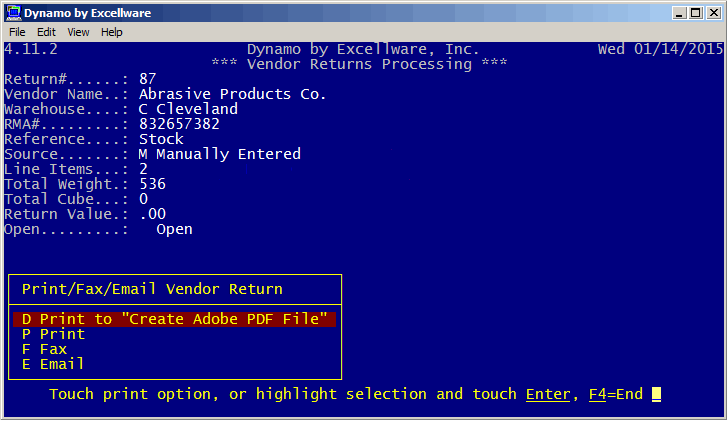 Dynamo by Excellware
File Edit View Help
4.11.2 Dynamo by Excellware, Inc. Wed 01/14/2015
*** Vendor Returns Processing ***
Return#......: 87
Vendor Name..: Abrasive Products Co.
Warehouse....: C Cleveland
RMA#.........: 832657382
Reference....: Stock
Source.......: M Manually Entered
Line Items...: 2
Total Weight.: 536
Total Cube...: 0
Return Value.: .00
Open.........: Open
Print/Fax/Email Vendor Return
D Print to "Create Adobe PDF File"
P Print
F Fax
E Email
Touch print option, or highlight selection and touch Enter, F4=End